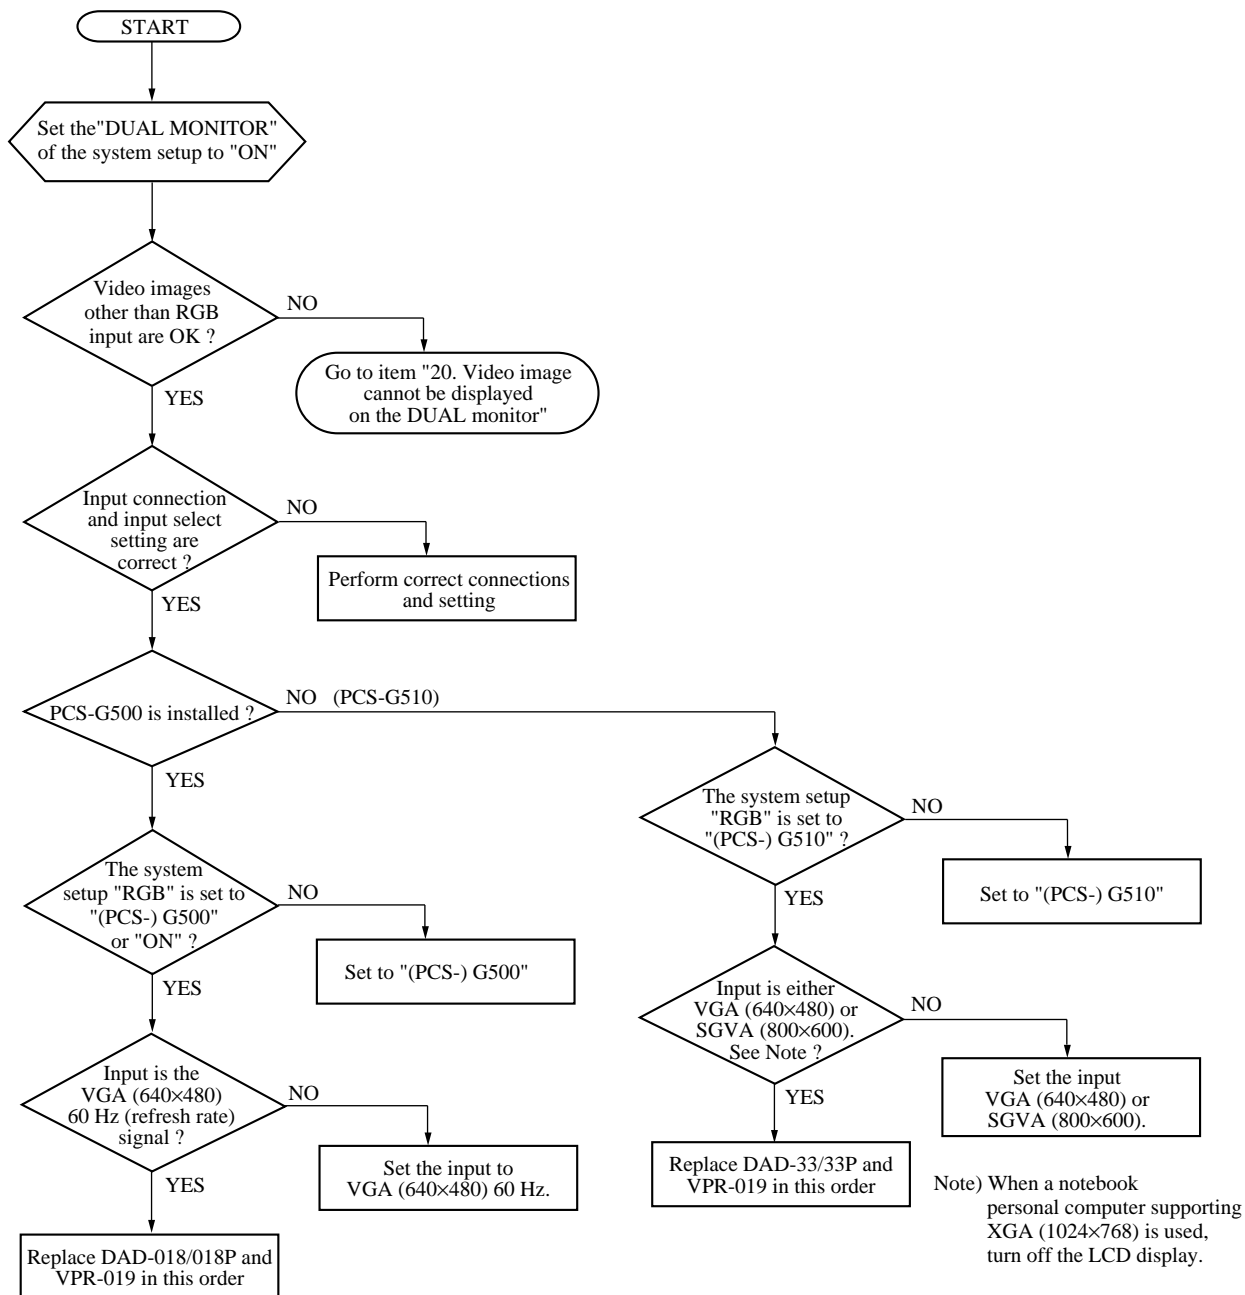 START
Set the"DUAL MONITOR"
of the system setup to "ON"
Video images
other than RGB
input are OK ?
NO
YES
Go to item "20. Video image
cannot be displayed
on the DUAL monitor"
Input connection
and input select
setting are
correct ?
NO
YES
Perform correct connections
and setting
PCS-G500 is installed ?
NO (PCS-G510)
YES
The system
setup "RGB" is set to
"(PCS-) G500"
or "ON" ?
NO
YES
Set to "(PCS-) G500"
Input is the
VGA (640×480)
60 Hz (refresh rate)
signal ?
NO
YES
Set the input to
VGA (640×480) 60 Hz.
Replace DAD-018/018P and
VPR-019 in this order
The system setup
"RGB" is set to
"(PCS-) G510" ?
NO
YES
Set to "(PCS-) G510"
Input is either
VGA (640×480) or
SGVA (800×600).
See Note ?
NO
YES
Set the input
VGA (640×480) or
SGVA (800×600).
Replace DAD-33/33P and
VPR-019 in this order
Note) When a notebook
personal computer supporting
XGA (1024×768) is used,
turn off the LCD display.